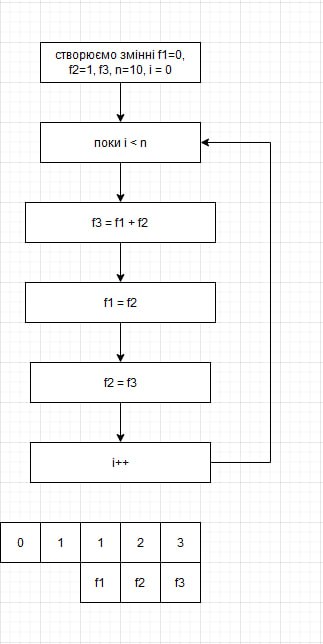 створюємо змінні f1=0,
f2=1, f3, n=10, i = 0
поки i < n
f3 = f1 + f2
f1 = f2
f2 = f3
i++
0 1 1 2 3
f1 f2 f3